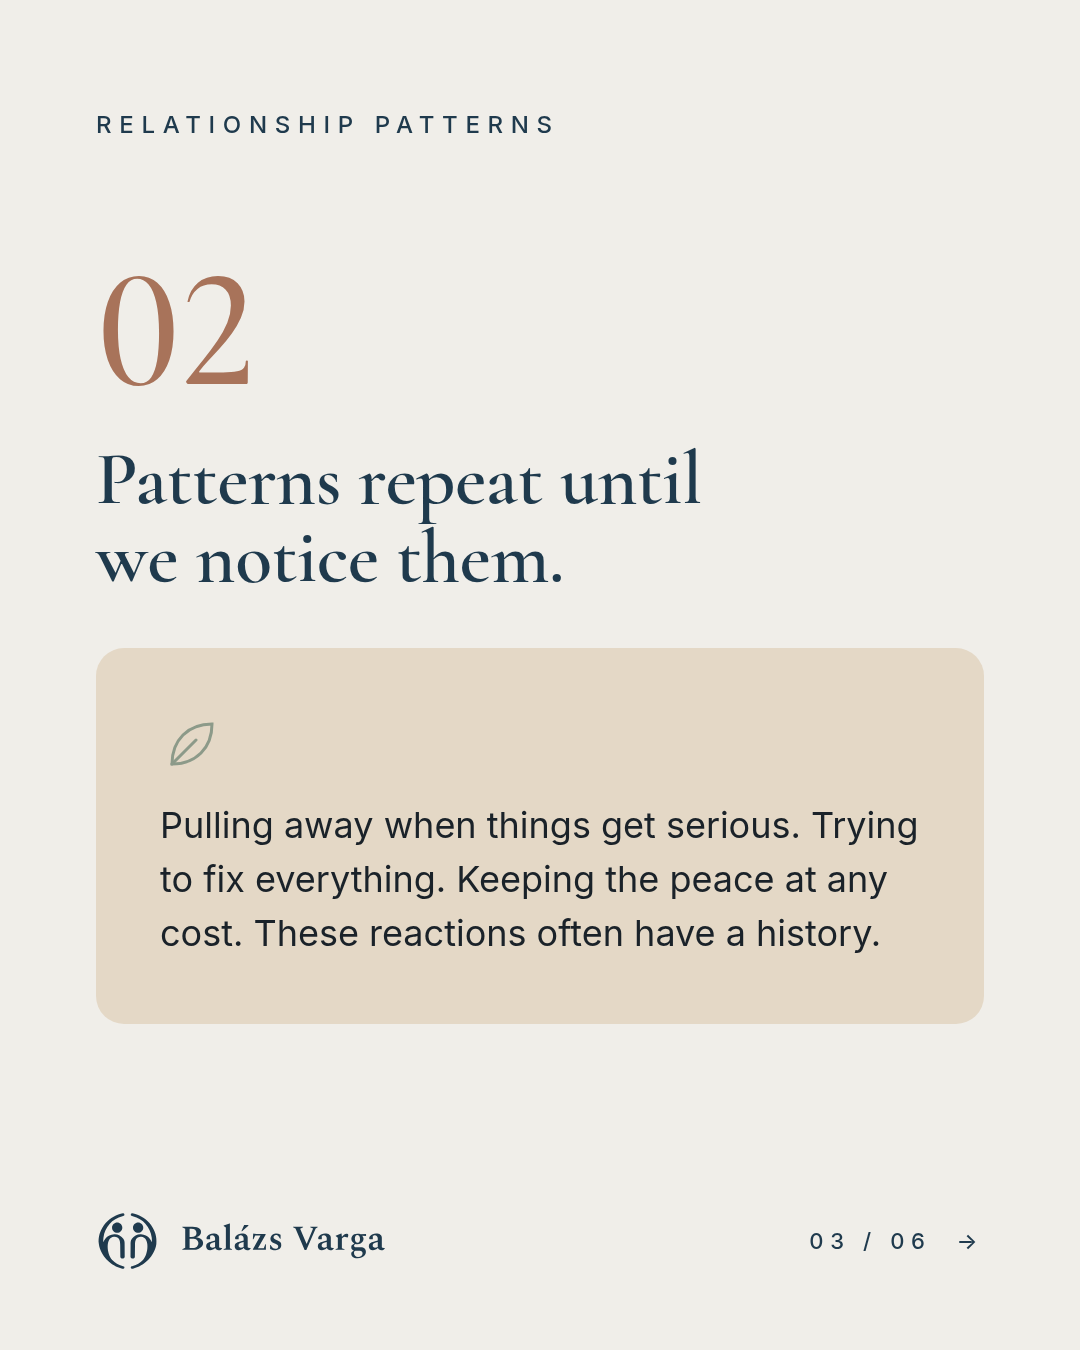 RELATIONSHIP PATTERNS
02
Patterns repeat until
we notice them.
Pulling away when things get serious. Trying
to fix everything. Keeping the peace at any
cost. These reactions often have a history.
Balázs Varga
03 / 06 →